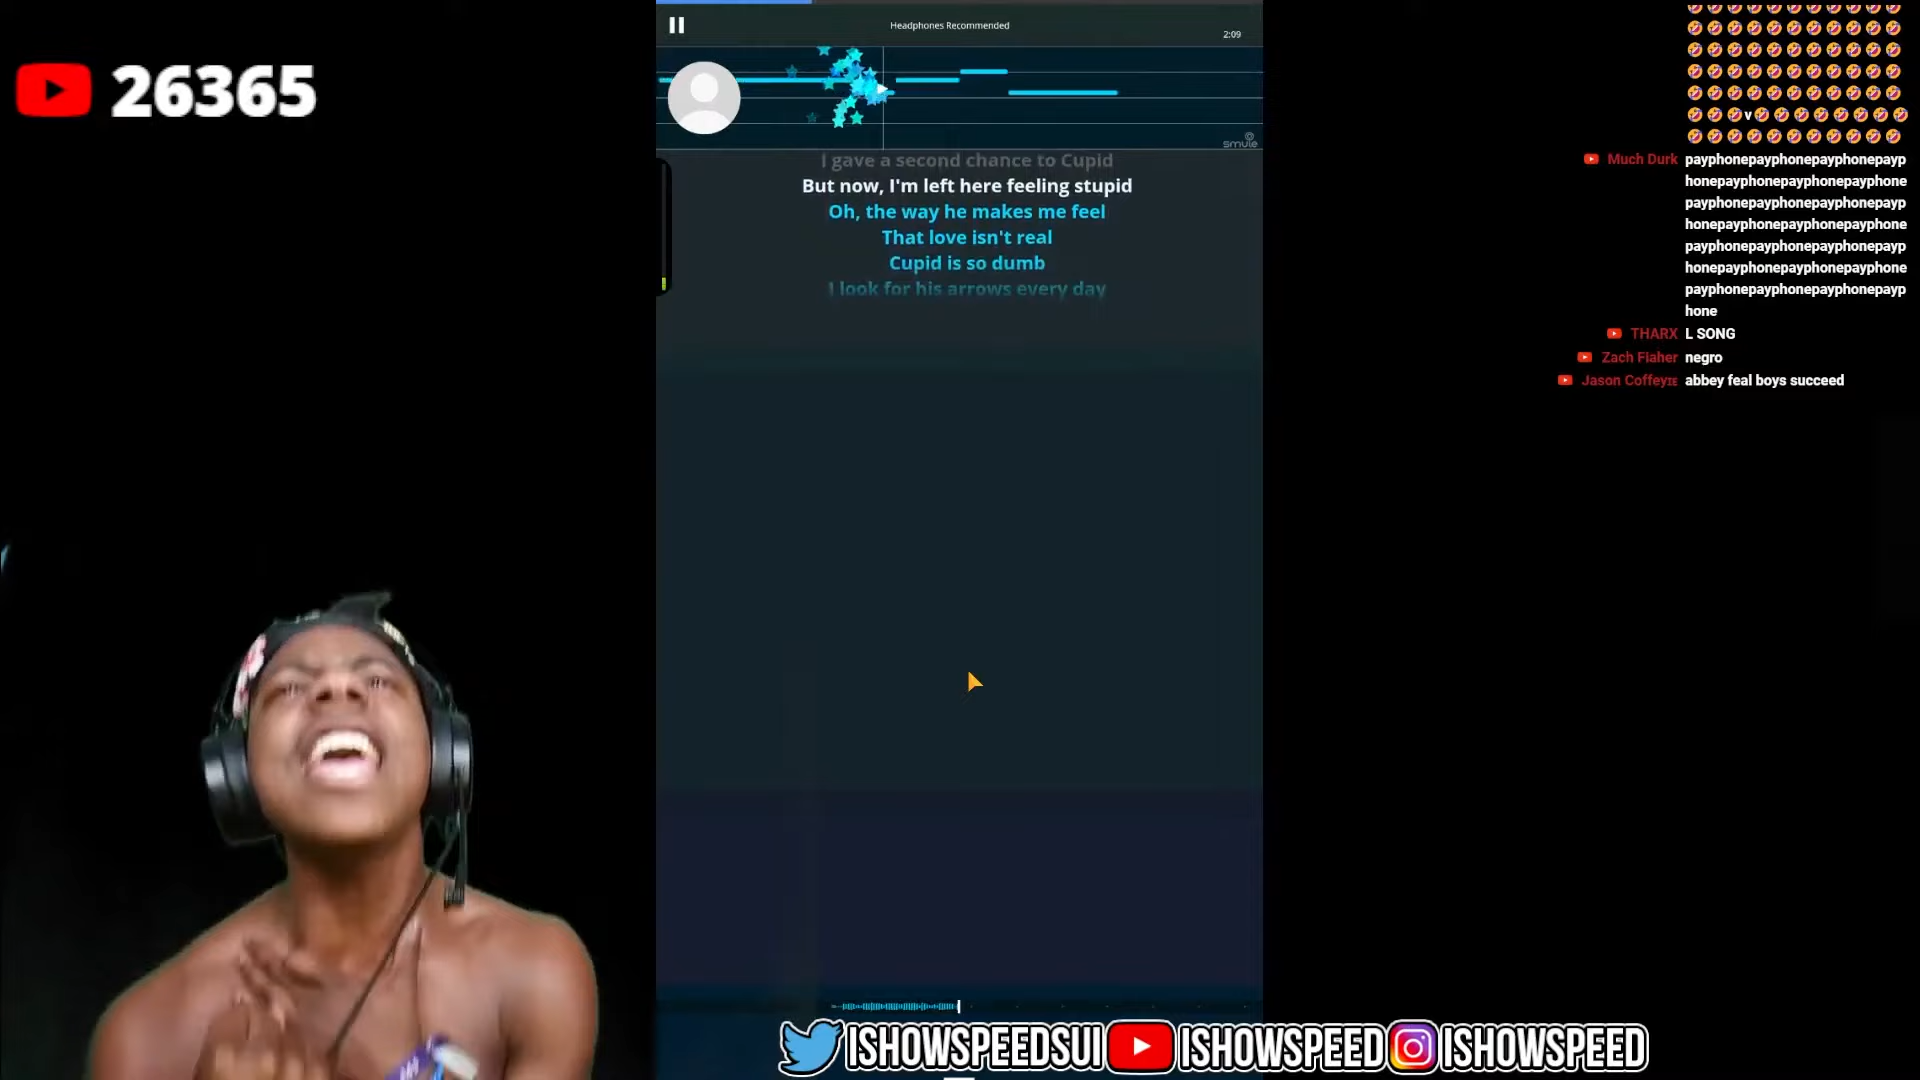 26365
Headphones Recommended
2:09
smule
I gave a second chance to Cupid
But now, I'm left here feeling stupid
Oh, the way he makes me feel
That love isn't real
Cupid is so dumb
I look for his arrows every day
v
Much Durk payphonepayphonepayphonepayp
honepayphonepayphonepayphone
payphonepayphonepayphonepayp
honepayphonepayphonepayphone
payphonepayphonepayphonepayp
honepayphonepayphonepayphone
payphonepayphonepayphonepayp
hone
THARX L SONG
Zach Fiaher negro
Jason Coffeyɪᴇ abbey feal boys succeed
ISHOWSPEEDSUI ISHOWSPEED ISHOWSPEED